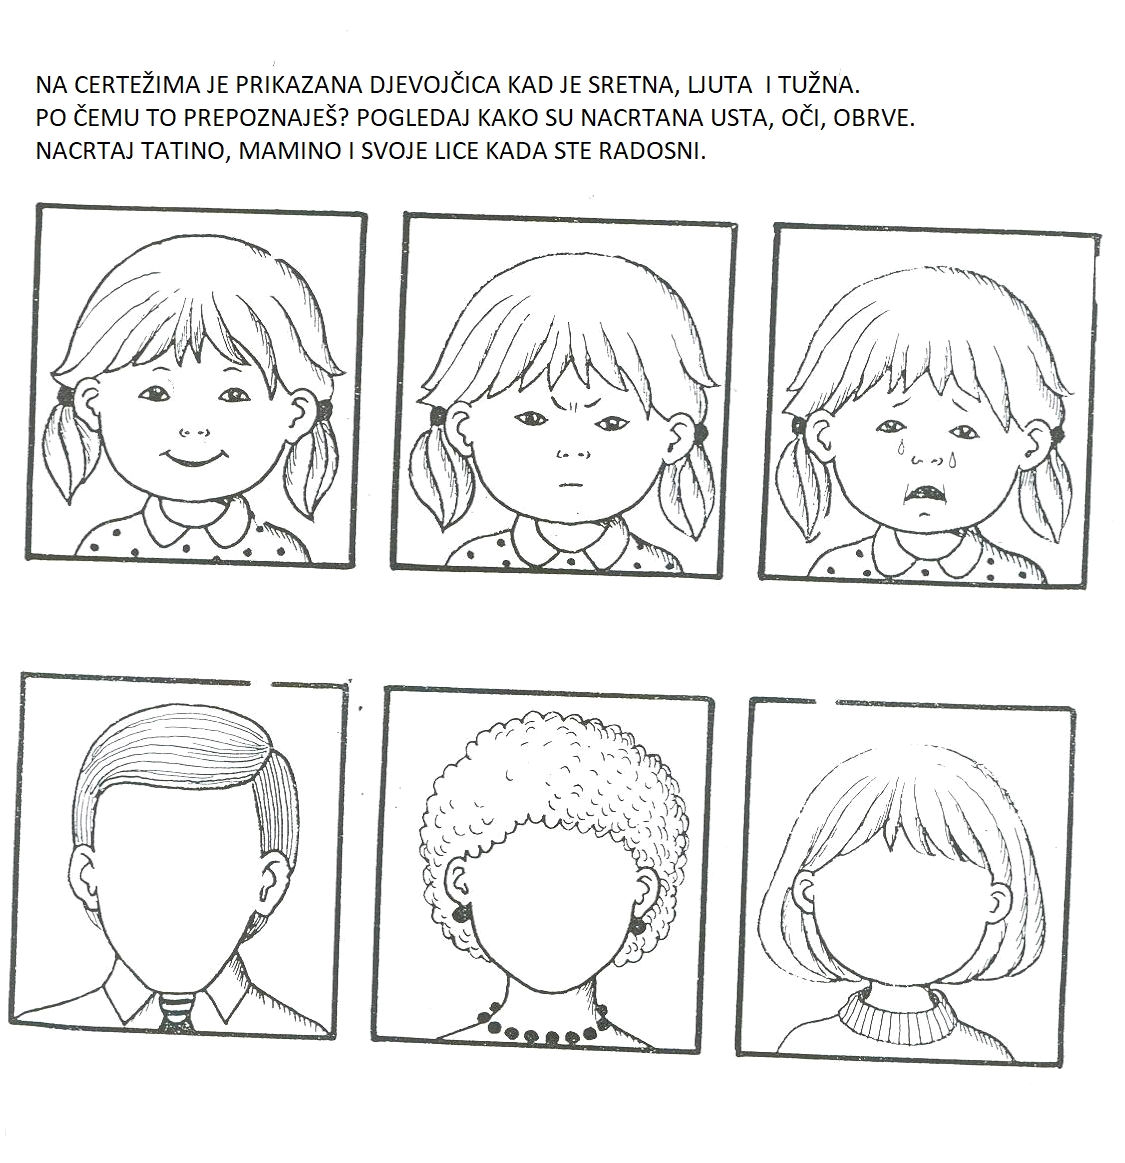 NA CERTEŽIMA JE PRIKAZANA DJEVOJČICA KAD JE SRETNA, LJUTA  I TUŽNA.
PO ČEMU TO PREPOZNAJEŠ? POGLEDAJ KAKO SU NACRTANA USTA, OČI, OBRVE.
NACRTAJ TATINO, MAMINO I SVOJE LICE KADA STE RADOSNI.